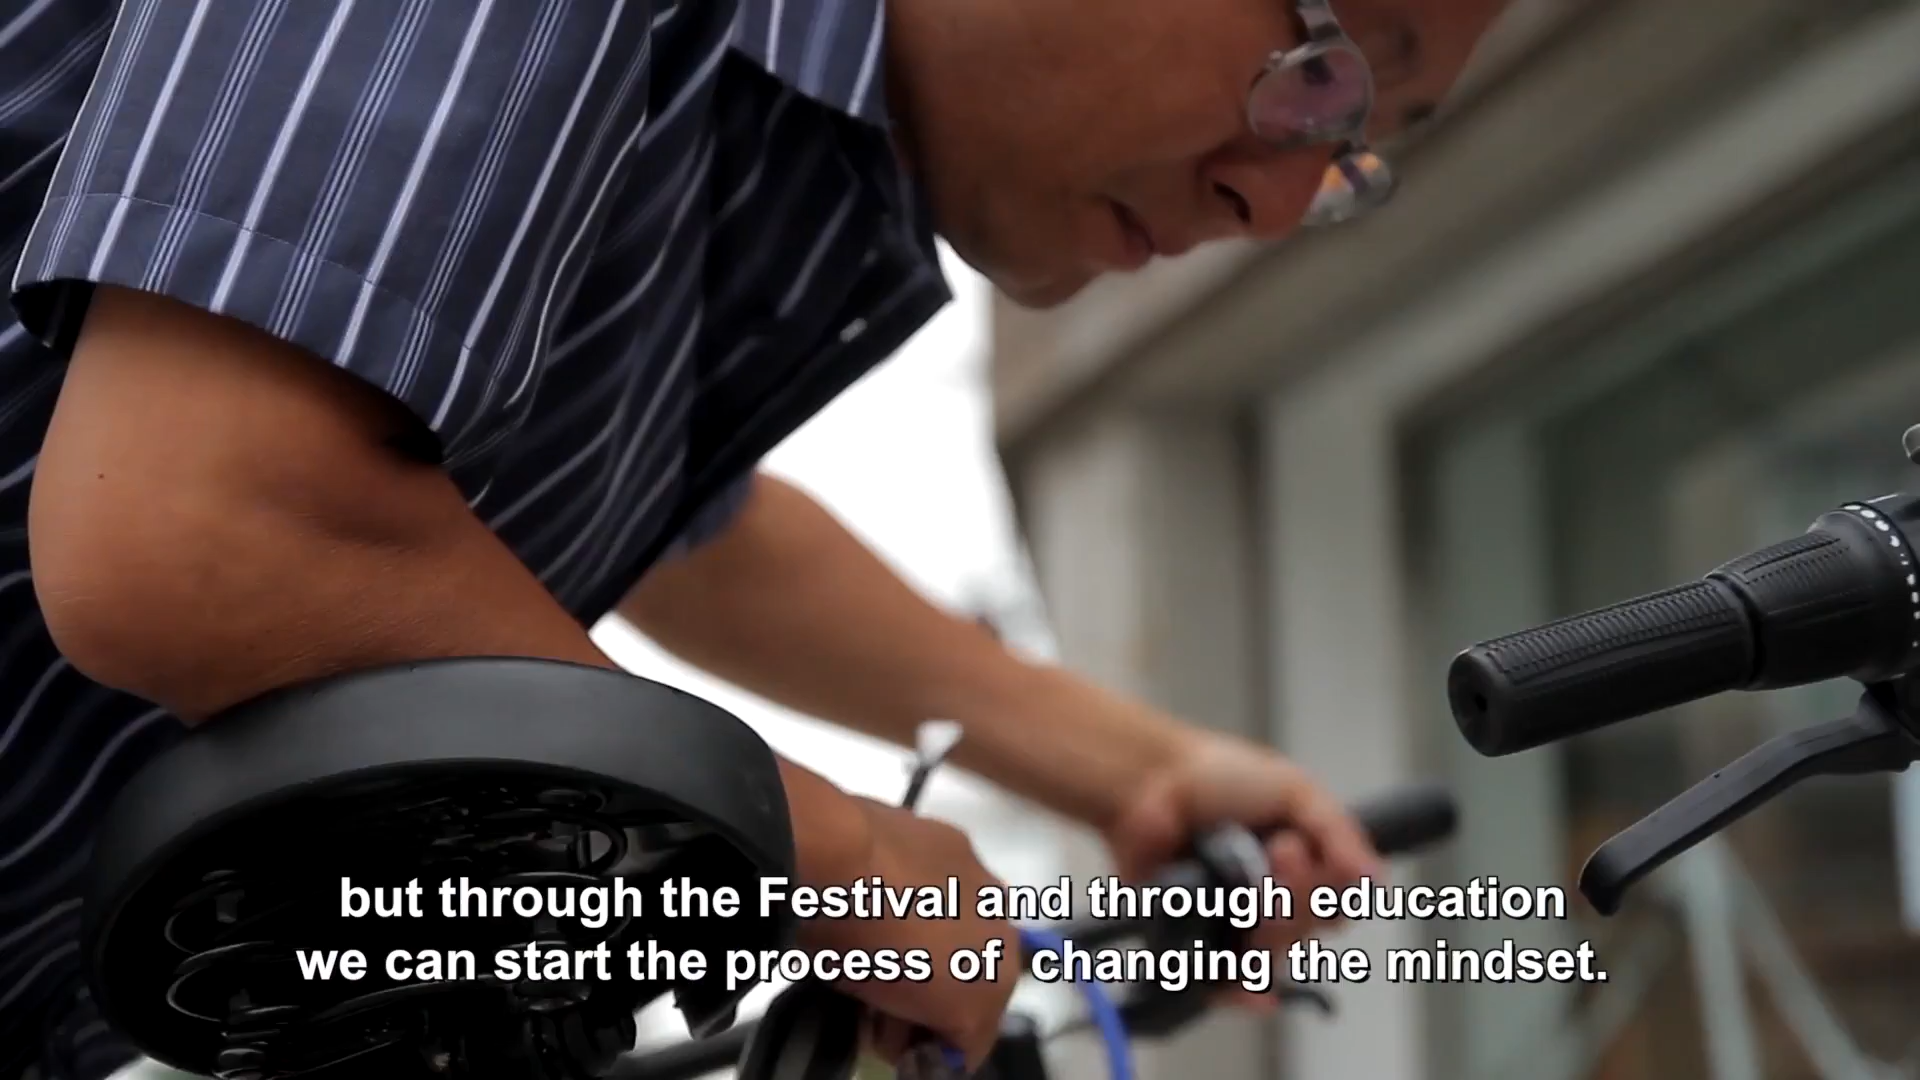 but through the Festival and through education
we can start the process of  changing the mindset.